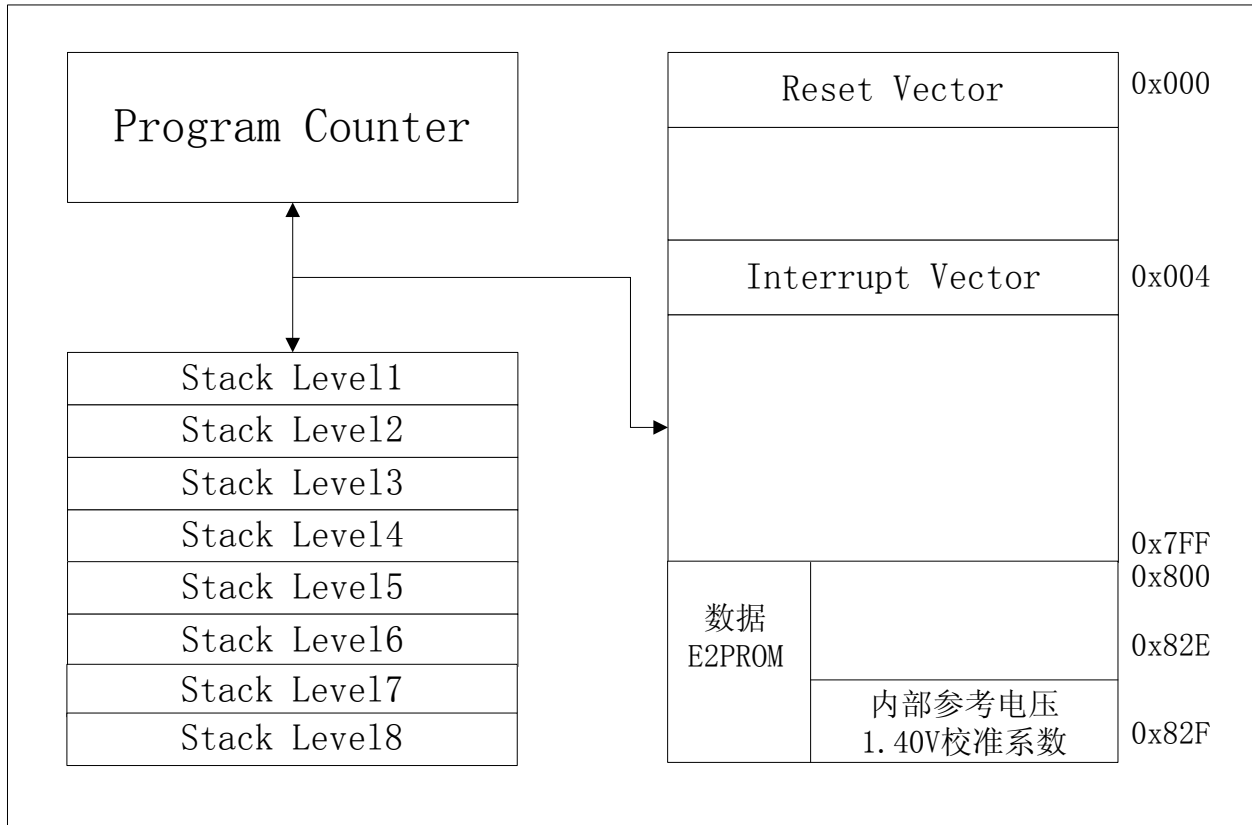 Program Counter
Stack Level1
Stack Level2
Stack Level3
Stack Level4
Stack Level5
Stack Level6
Stack Level7
Stack Level8
Reset Vector
0x000
Interrupt Vector
0x004
0x7FF
0x800
数据
E2PROM
0x82E
内部参考电压
1.40V校准系数
0x82F